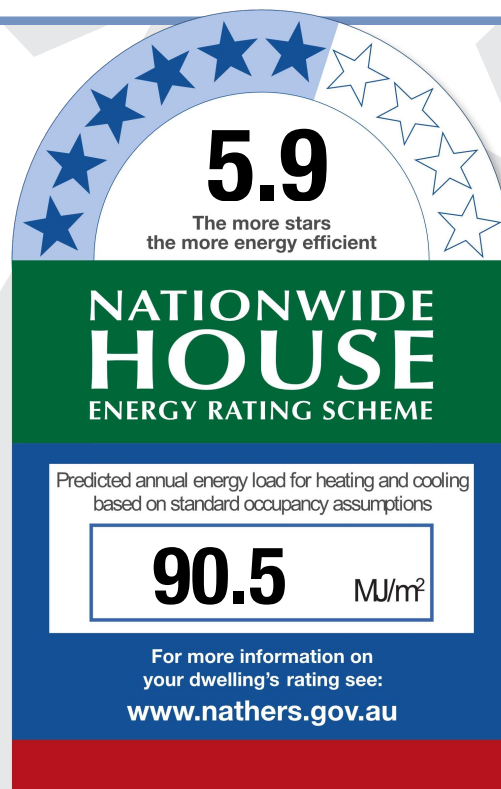 5.9
The more stars
the more energy efficient
NATIONWIDE
HOUSE
ENERGY RATING SCHEME
Predicted annual energy load for heating and cooling
based on standard occupancy assumptions
90.5 MJ/m²
For more information on
your dwelling's rating see:
www.nathers.gov.au